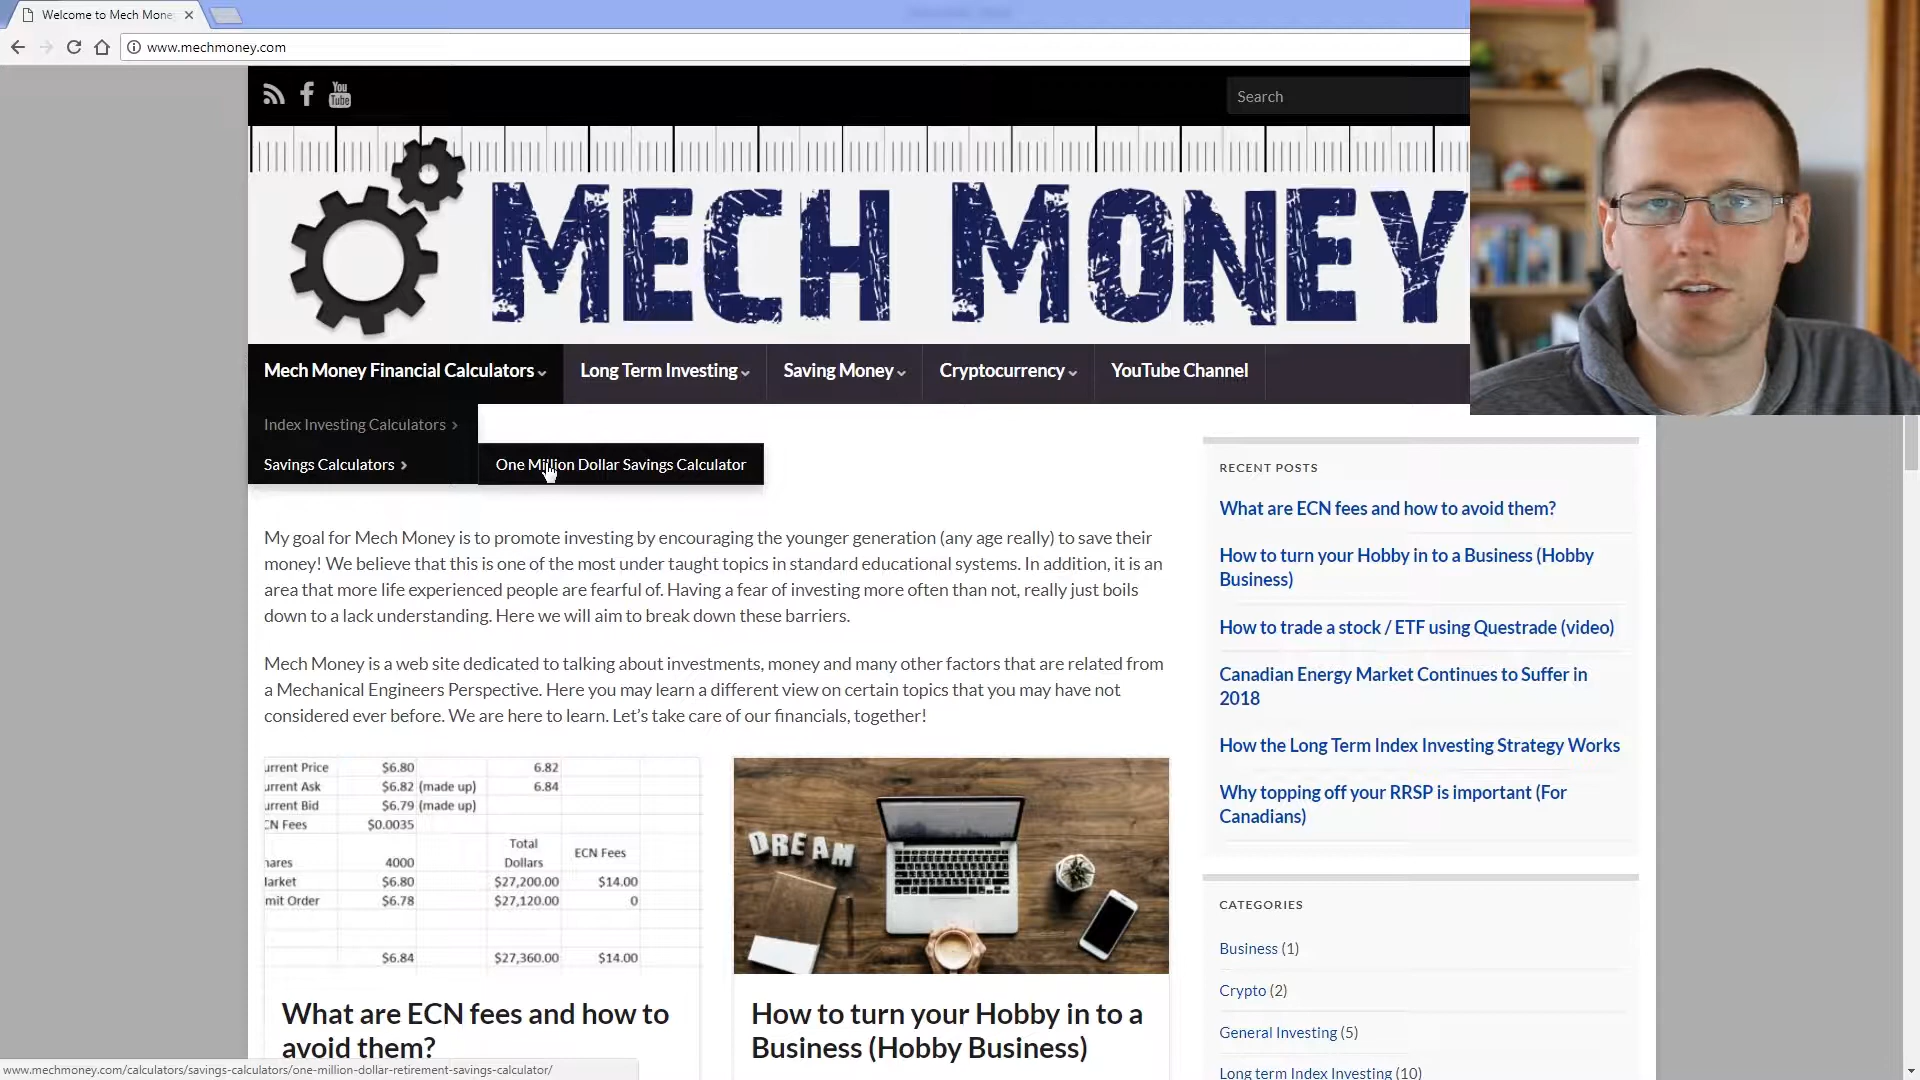 Welcome to Mech Mone
www.mechmoney.com
You
Tube
Search
MECH MONEY
Mech Money Financial Calculators
Long Term Investing
Saving Money
Cryptocurrency
YouTube Channel
Index Investing Calculators >
Savings Calculators >
One Million Dollar Savings Calculator
My goal for Mech Money is to promote investing by encouraging the younger generation (any age really) to save their
money! We believe that this is one of the most under taught topics in standard educational systems. In addition, it is an
area that more life experienced people are fearful of. Having a fear of investing more often than not, really just boils
down to a lack understanding. Here we will aim to break down these barriers.
Mech Money is a web site dedicated to talking about investments, money and many other factors that are related from
a Mechanical Engineers Perspective. Here you may learn a different view on certain topics that you may have not
considered ever before. We are here to learn. Let's take care of our financials, together!
urrent Price $6.80 6.82
urrent Ask $6.82 (made up) 6.84
urrent Bid $6.79 (made up)
CN Fees $0.0035
Total
Dollars ECN Fees
hares 4000
larket $6.80 $27,200.00 $14.00
mit Order $6.78 $27,120.00 0
$6.84 $27,360.00 $14.00
What are ECN fees and how to
avoid them?
DREAM
How to turn your Hobby in to a
Business (Hobby Business)
RECENT POSTS
What are ECN fees and how to avoid them?
How to turn your Hobby in to a Business (Hobby
Business)
How to trade a stock / ETF using Questrade (video)
Canadian Energy Market Continues to Suffer in
2018
How the Long Term Index Investing Strategy Works
Why topping off your RRSP is important (For
Canadians)
CATEGORIES
Business (1)
Crypto (2)
General Investing (5)
Long term Index Investing (10)
www.mechmoney.com/calculators/savings-calculators/one-million-dollar-retirement-savings-calculator/